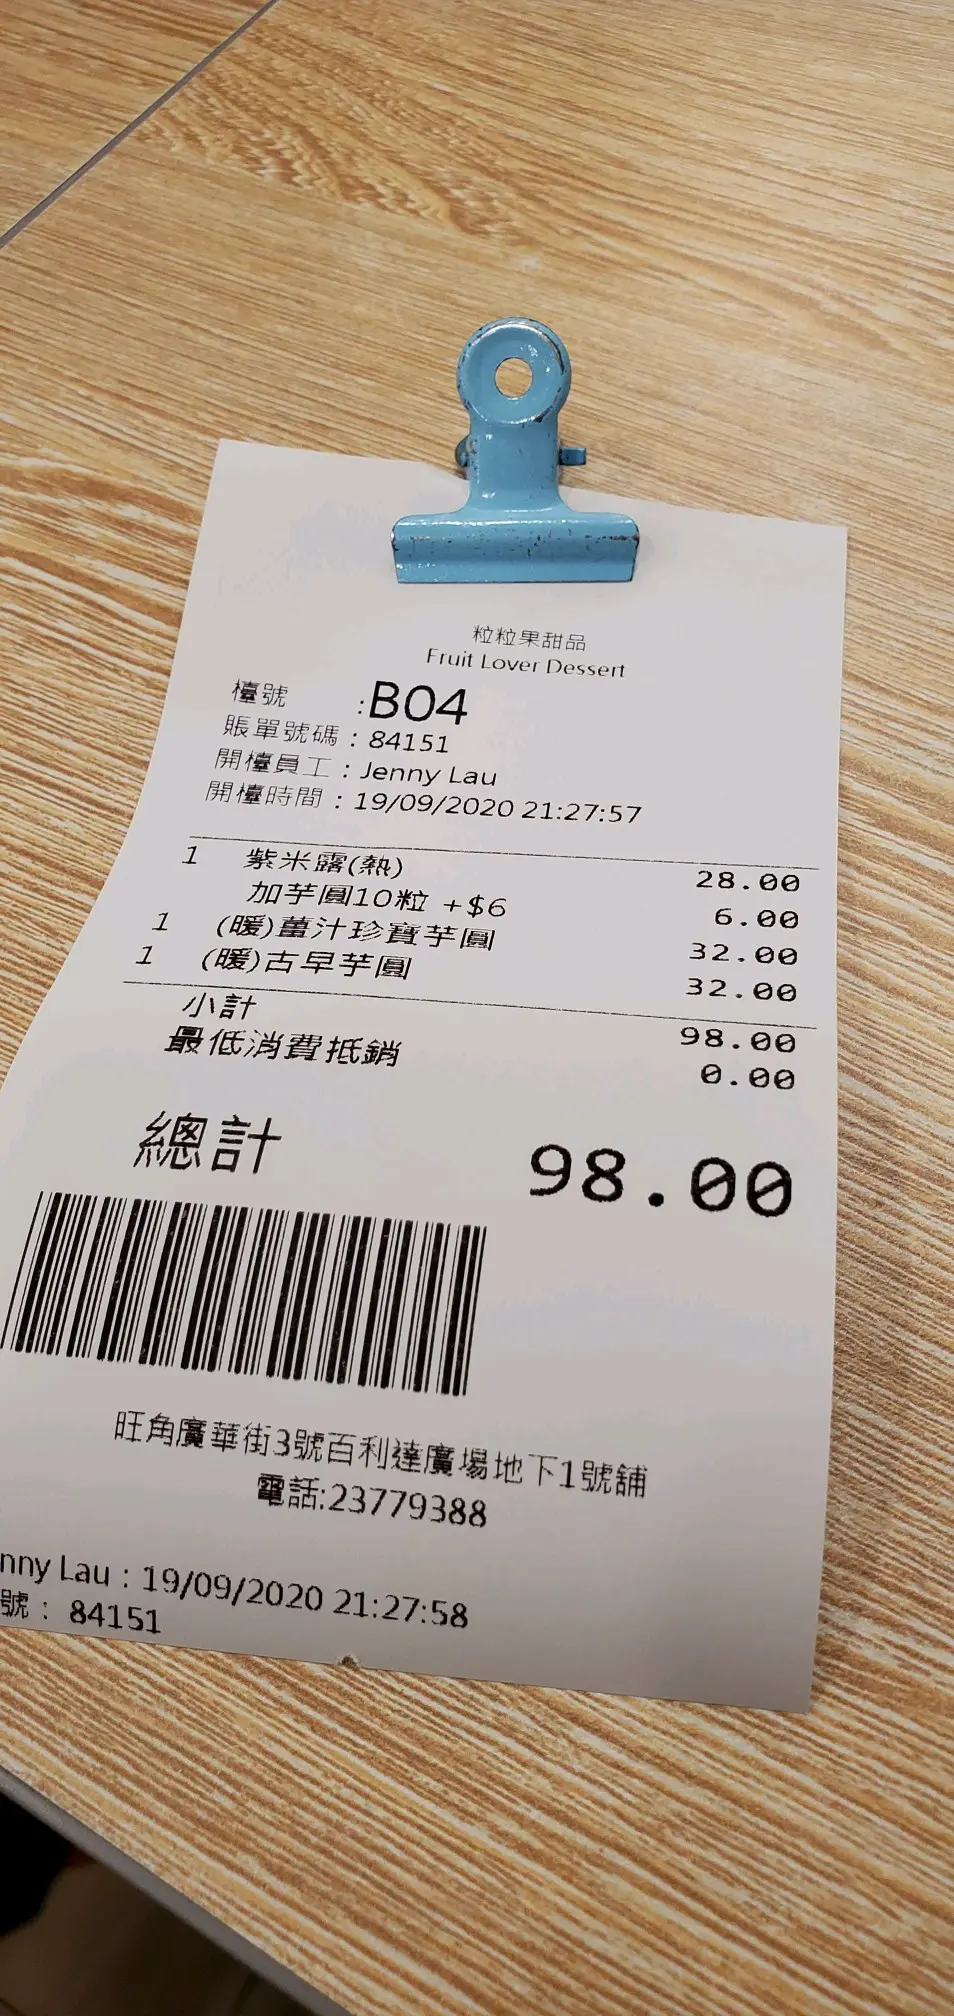 粒粒果甜品
Fruit Lover Dessert
檯號 :B04
賬單號碼 : 84151
開檯員工 : Jenny Lau
開檯時間 : 19/09/2020 21:27:57
1 紫米露(熱) 28.00
加芋圓10粒 +$6 6.00
1 (暖)薑汁珍寶芋圓 32.00
1 (暖)古早芋圓 32.00
小計 98.00
最低消費抵銷 0.00
總計 98.00
旺角廣華街3號百利達廣場地下1號舖
電話:23779388
nny Lau : 19/09/2020 21:27:58
號 : 84151